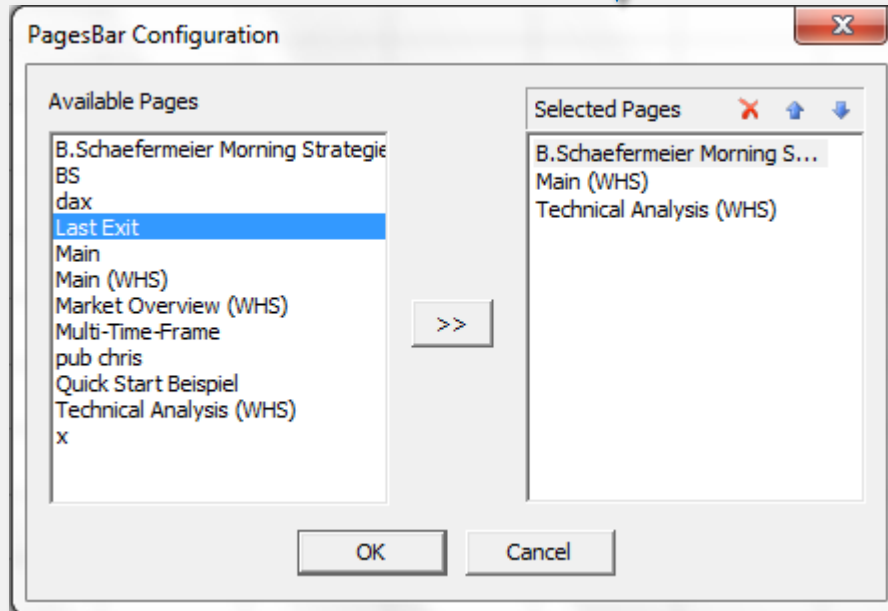 PagesBar Configuration
Available Pages
B.Schaefermeier Morning Strategie
BS
dax
Last Exit
Main
Main (WHS)
Market Overview (WHS)
Multi-Time-Frame
pub chris
Quick Start Beispiel
Technical Analysis (WHS)
x
>>
Selected Pages
B.Schaefermeier Morning S...
Main (WHS)
Technical Analysis (WHS)
OK
Cancel